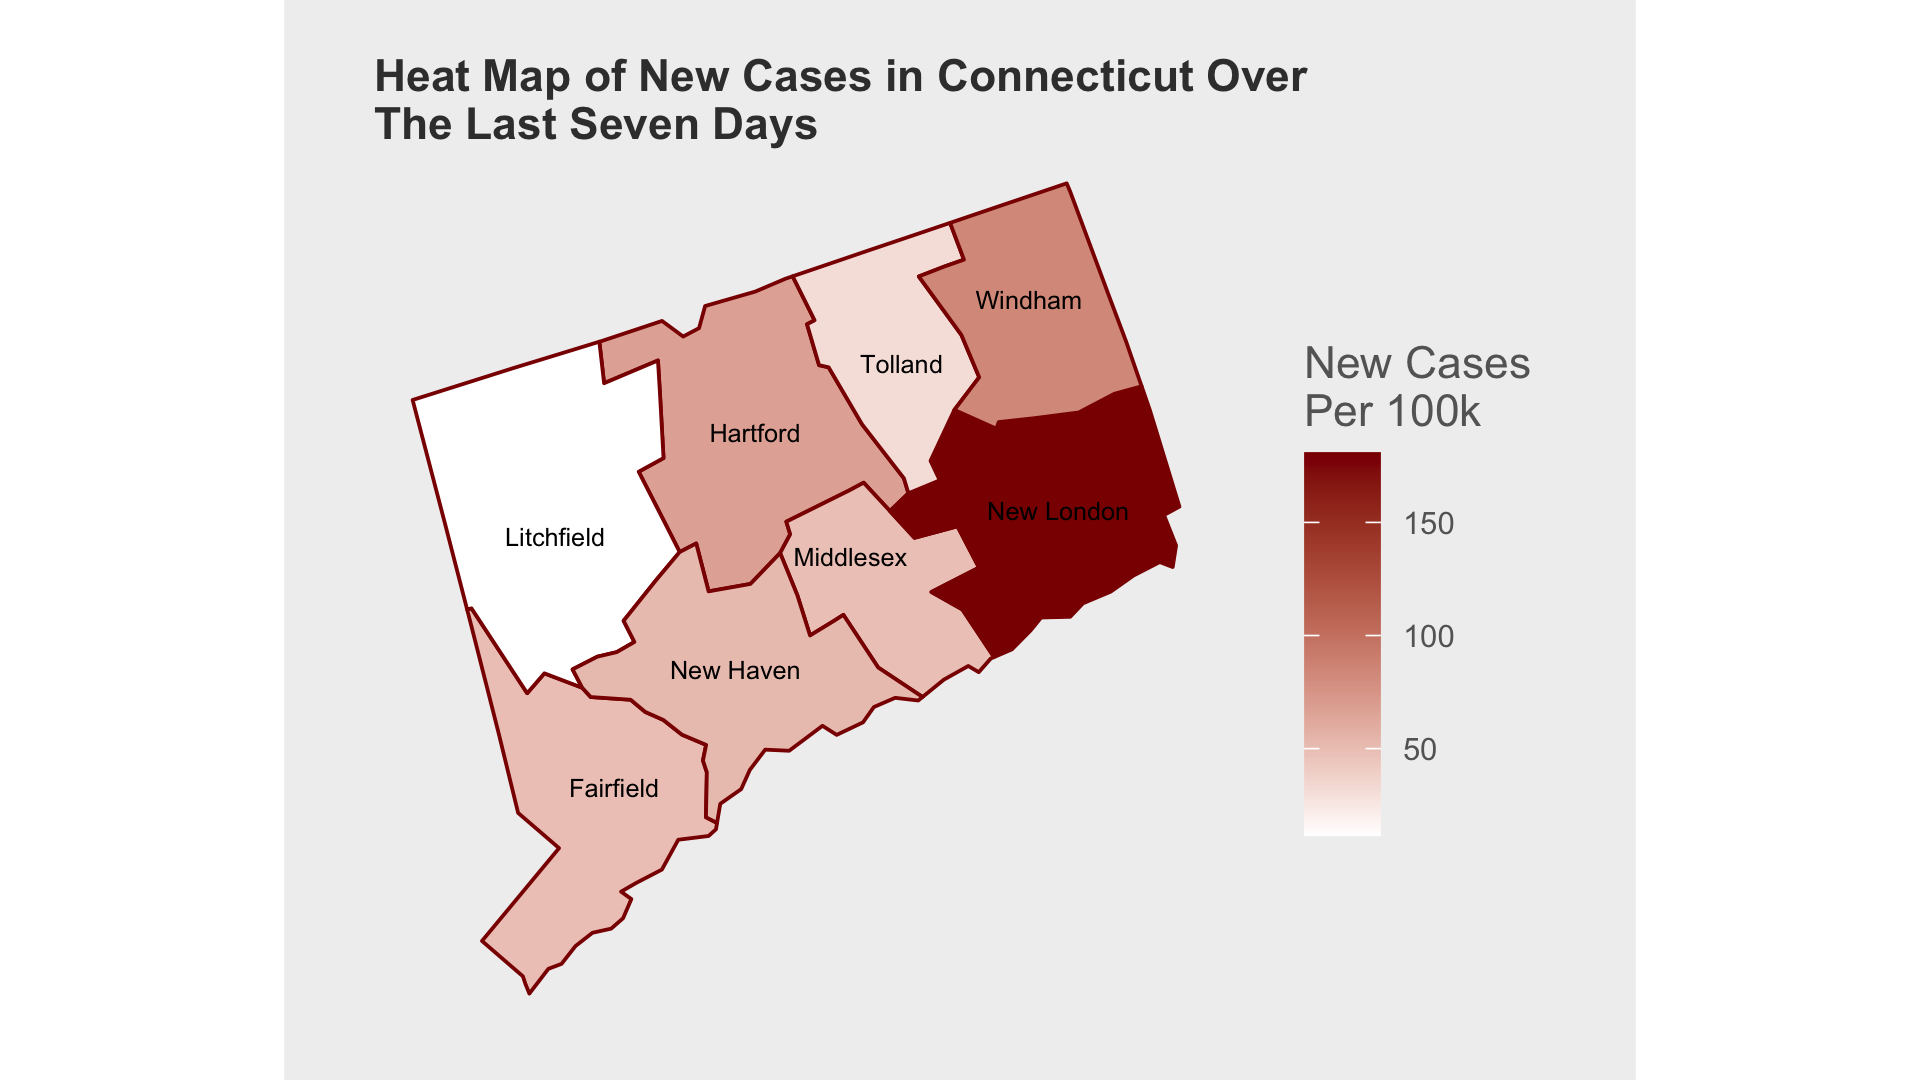 Heat Map of New Cases in Connecticut Over
The Last Seven Days
Windham
Tolland
Hartford
New London
Litchfield
Middlesex
New Haven
Fairfield
New Cases
Per 100k
150
100
50